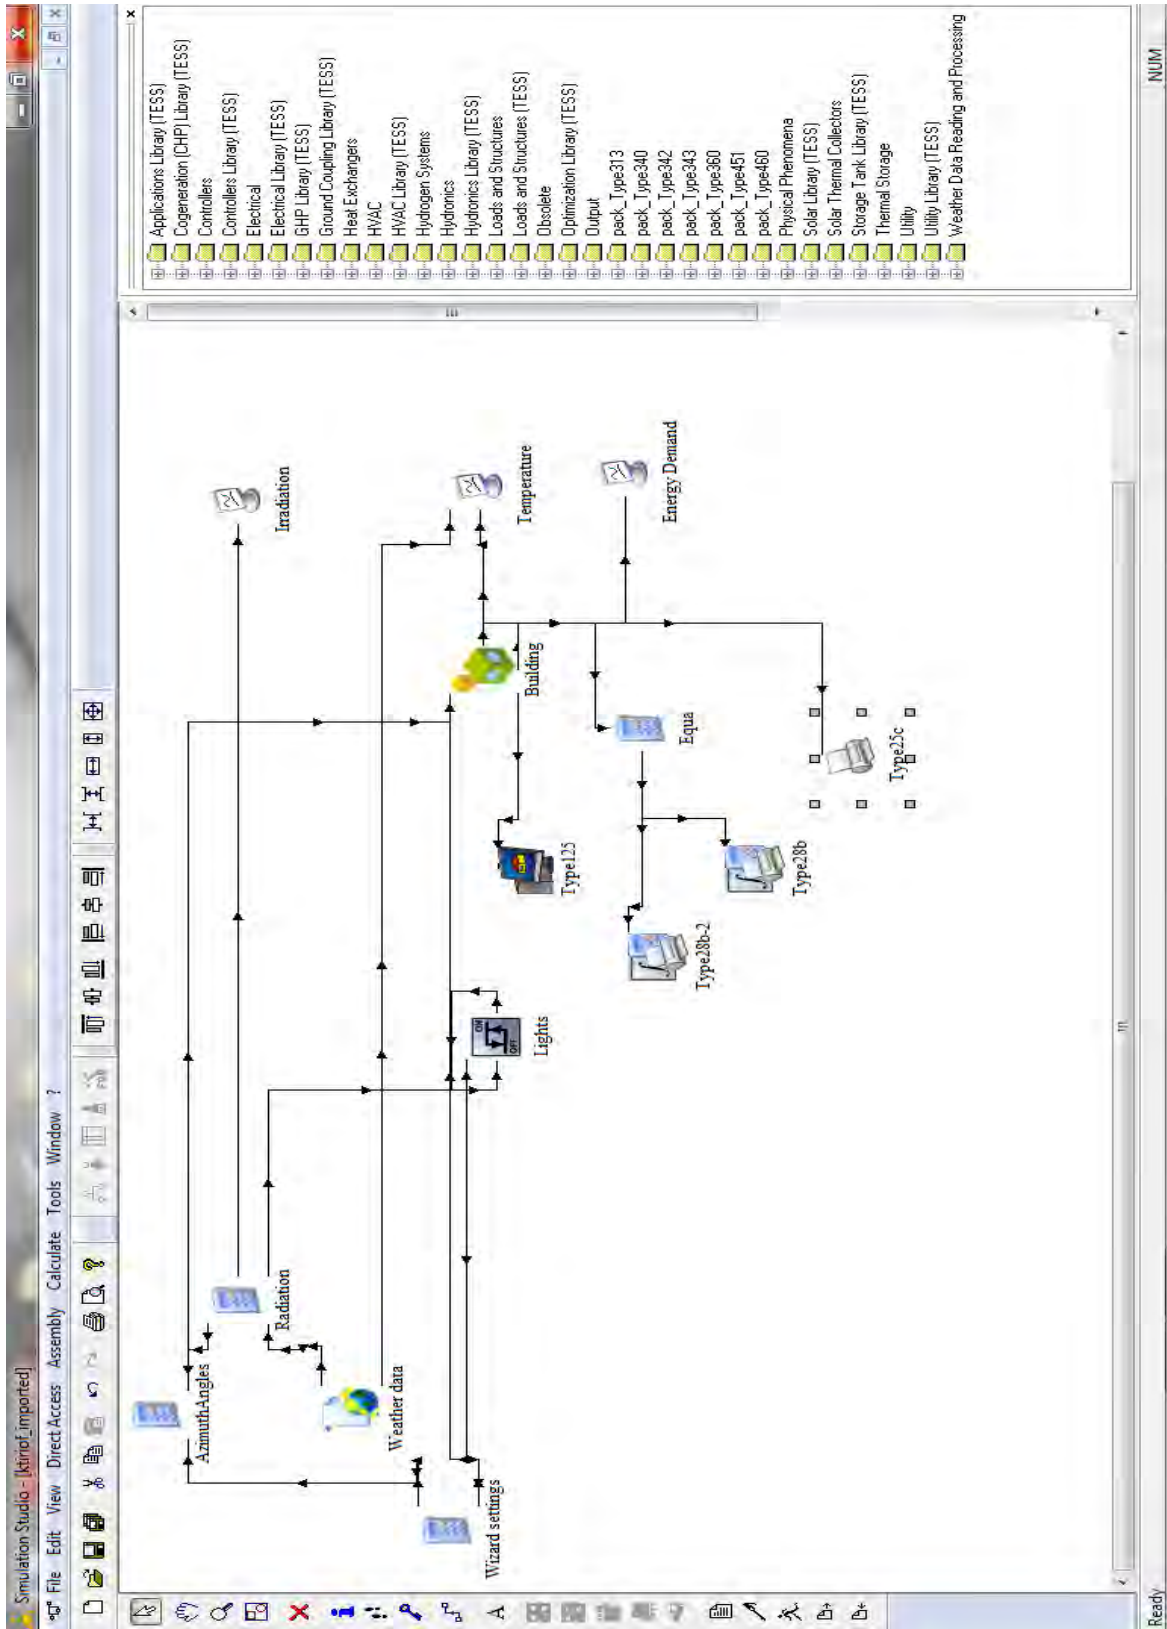 Simulation Studio - [ktiriof_imported]
File Edit View Direct Access Assembly Calculate Tools Window ?
AzimuthAngles
Radiation
Irradiation
Weather data
Wizard settings
Lights
Building
Temperature
Type125
Equa
Energy Demand
Type28b-2
Type28b
Type25c
Applications Library (TESS)
Cogeneration (CHP) Library (TESS)
Controllers
Controllers Library (TESS)
Electrical
Electrical Library (TESS)
GHP Library (TESS)
Ground Coupling Library (TESS)
Heat Exchangers
HVAC
HVAC Library (TESS)
Hydrogen Systems
Hydronics
Hydronics Library (TESS)
Loads and Structures
Loads and Structures (TESS)
Obsolete
Optimization Library (TESS)
Output
pack_Type313
pack_Type340
pack_Type342
pack_Type343
pack_Type360
pack_Type451
pack_Type460
Physical Phenomena
Solar Library (TESS)
Solar Thermal Collectors
Storage Tank Library (TESS)
Thermal Storage
Utility
Utility Library (TESS)
Weather Data Reading and Processing
Ready
NUM